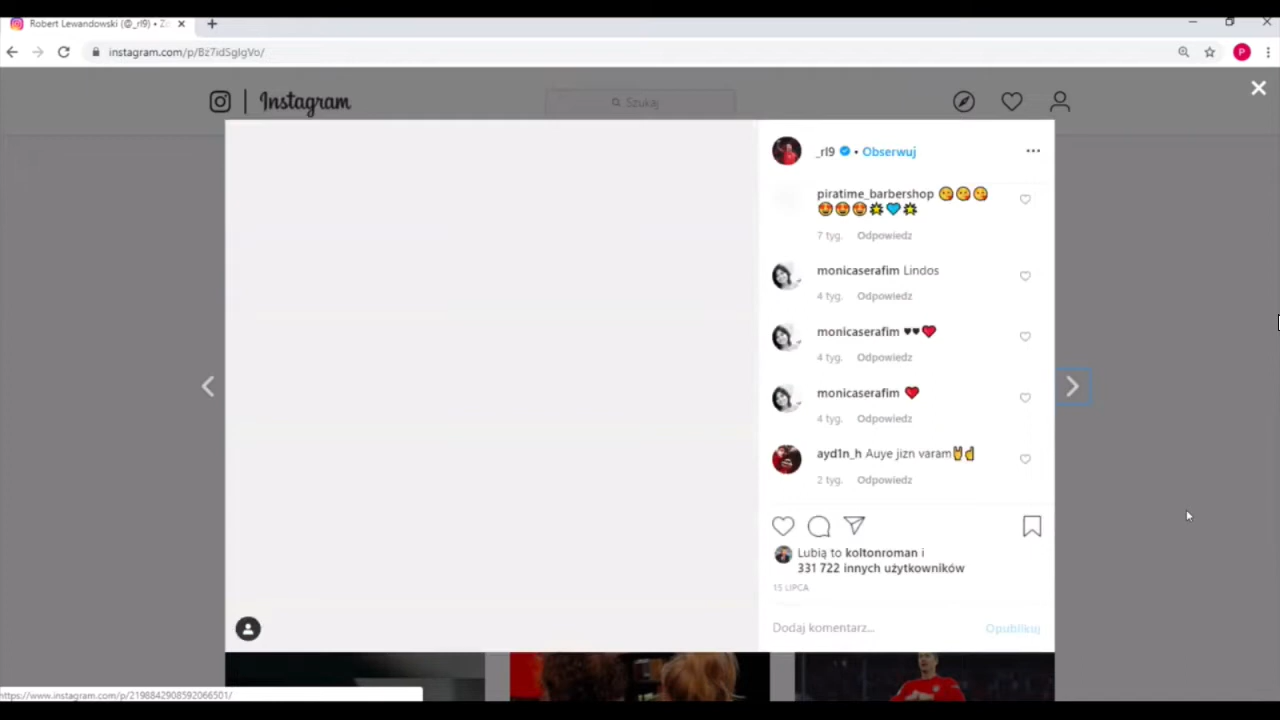 Robert Lewandowski (@_rl9) • Z
instagram.com/p/Bz7idSgIgVo/
P
Instagram
Szukaj
_rl9 • Obserwuj
piratime_barbershop 😋😋😋
😍😍😍💥💙💥
7 tyg. Odpowiedz
monicaserafim Lindos
4 tyg. Odpowiedz
monicaserafim 🖤🖤❤️
4 tyg. Odpowiedz
monicaserafim ❤️
4 tyg. Odpowiedz
ayd1n_h Auye jizn varam🤘☝️
2 tyg. Odpowiedz
Lubią to koltonroman i
331 722 innych użytkowników
15 LIPCA
Dodaj komentarz... Opublikuj
https://www.instagram.com/p/2198842908592066501/